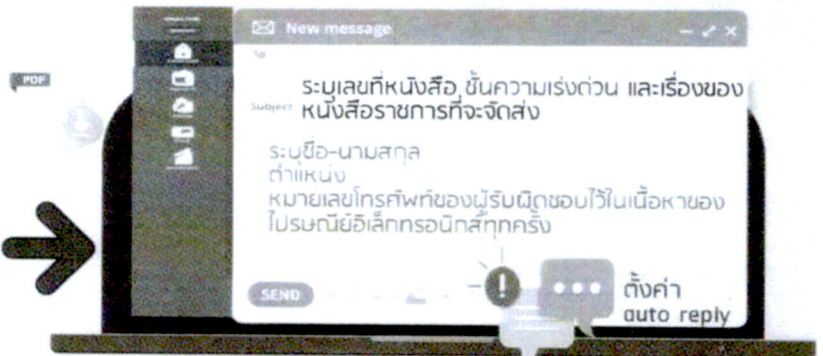 New message
PDF
To
ระบุเลขที่หนังสือ ชั้นความเร่งด่วน และเรื่องของ
Subject หนังสือราชการที่จะจัดส่ง
ระบุชื่อ-นามสกุล
ตำแหน่ง
หมายเลขโทรศัพท์ของผู้รับผิดชอบไว้ในเนื้อหาของ
ไปรษณีย์อิเล็กทรอนิกส์ทุกครั้ง
SEND
ตั้งค่า
auto reply